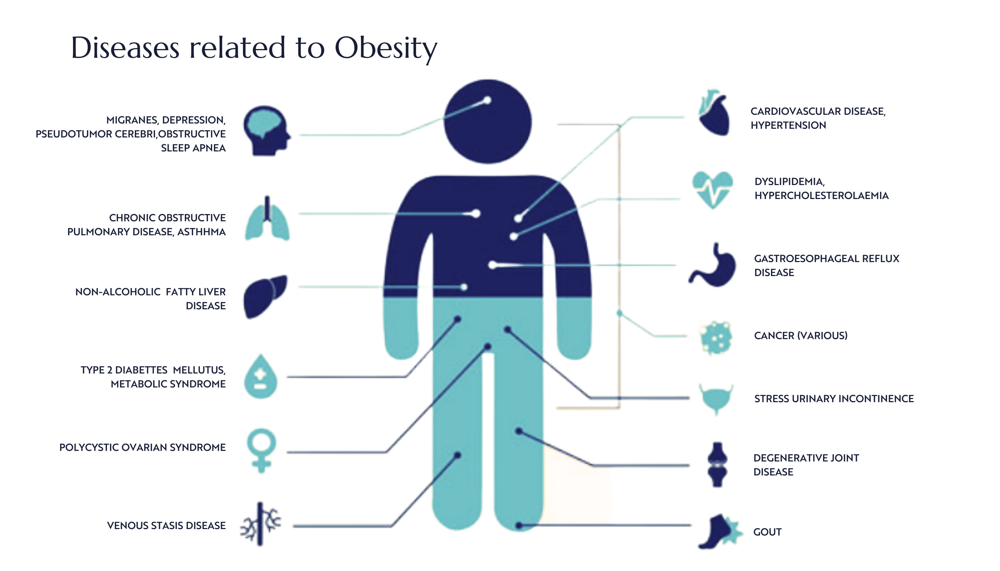 Diseases related to Obesity
MIGRANES, DEPRESSION,
PSEUDOTUMOR CEREBRI,OBSTRUCTIVE
SLEEP APNEA
CHRONIC OBSTRUCTIVE
PULMONARY DISEASE, ASTHHMA
NON-ALCOHOLIC  FATTY LIVER
DISEASE
TYPE 2 DIABETTES  MELLUTUS,
METABOLIC SYNDROME
POLYCYSTIC OVARIAN SYNDROME
VENOUS STASIS DISEASE
CARDIOVASCULAR DISEASE,
HYPERTENSION
DYSLIPIDEMIA,
HYPERCHOLESTEROLAEMIA
GASTROESOPHAGEAL REFLUX
DISEASE
CANCER (VARIOUS)
STRESS URINARY INCONTINENCE
DEGENERATIVE JOINT
DISEASE
GOUT